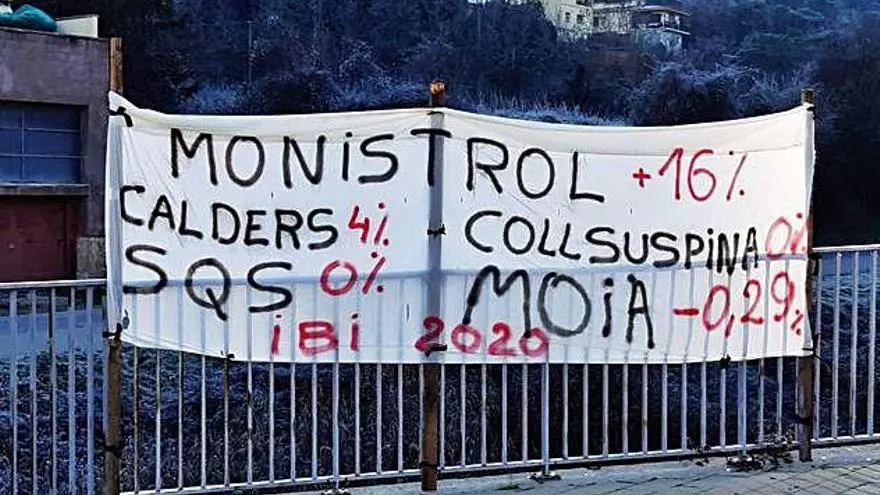 MONiSTROL +16%
CALDERS 4% COLLSUSPiNA 0%
SQS 0% MOiA -0,29%
iBi 2020